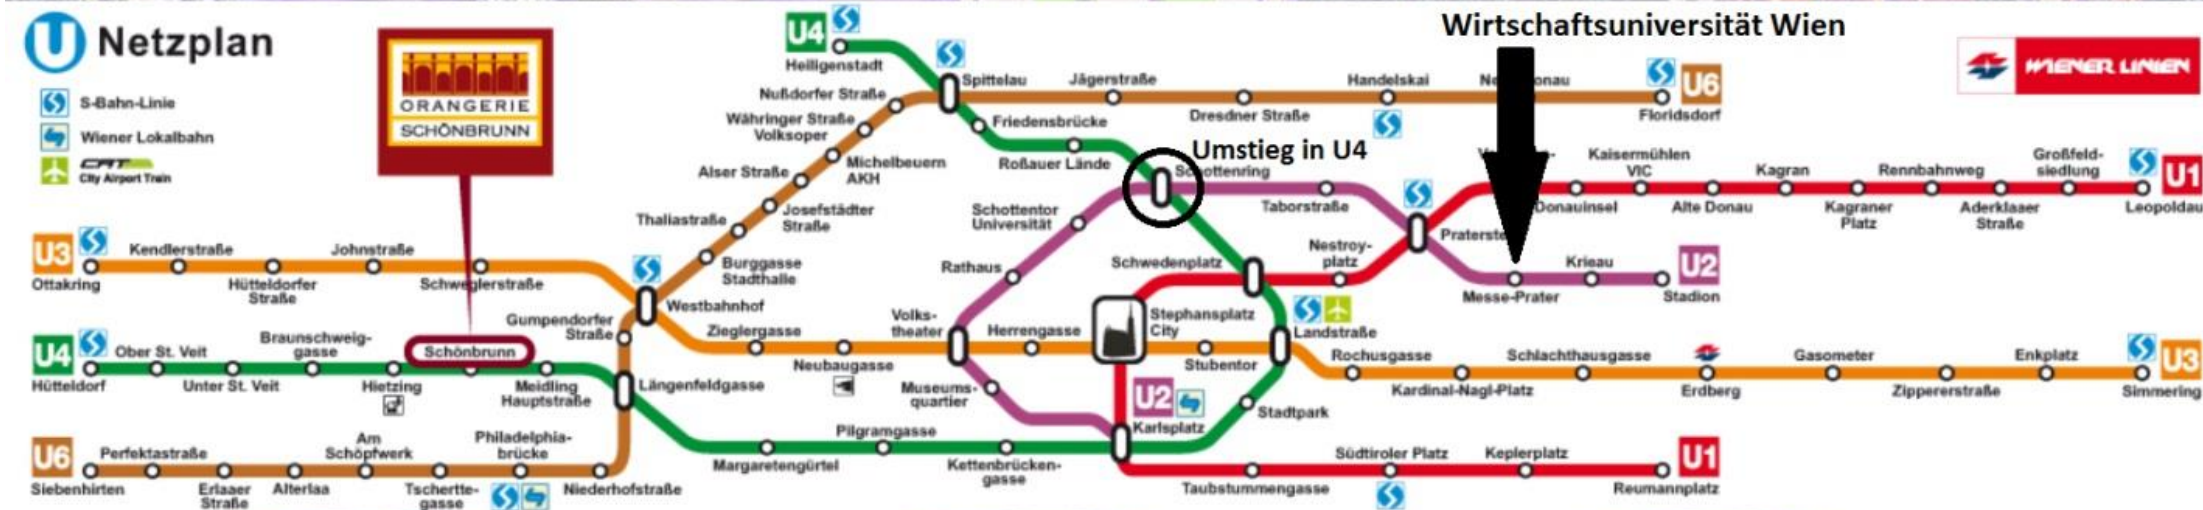 Netzplan
S-Bahn-Linie
Wiener Lokalbahn
CAT
City Airport Train
ORANGERIE
SCHÖNBRUNN
Wirtschaftsuniversität Wien
WIENER LINIEN
U4
Heiligenstadt
Spittelau
Jägerstraße
Dresdner Straße
Handelskai
Floridsdorf
U6
Nußdorfer Straße
Währinger Straße
Volksoper
Michelbeuern
AKH
Alser Straße
Josefstädter
Straße
Thaliastraße
Burggasse
Stadthalle
Friedensbrücke
Roßauer Lände
Umstieg in U4
Schottenring
Taborstraße
Schottentor
Universität
Rathaus
Kaisermühlen
VIC
Donauinsel
Alte Donau
Kagran
Kagraner
Platz
Rennbahnweg
Aderklaaer
Straße
Großfeld-
siedlung
U1
Leopoldau
U3
Ottakring
Kendlerstraße
Hütteldorfer
Straße
Johnstraße
Schweglerstraße
Westbahnhof
Gumpendorfer
Straße
Zieglergasse
Neubaugasse
Volks-
theater
Herrengasse
Stephansplatz
City
Stubentor
Schwedenplatz
Nestroy-
platz
Messe-Prater
Krieau
Stadion
U2
Landstraße
Rochusgasse
Kardinal-Nagl-Platz
Schlachthausgasse
Erdberg
Gasometer
Zippererstraße
Enkplatz
U3
Simmering
U4
Hütteldorf
Ober St. Veit
Unter St. Veit
Braunschweig-
gasse
Hietzing
Schönbrunn
Meidling
Hauptstraße
Längenfeldgasse
Margaretengürtel
Pilgramgasse
Kettenbrücken-
gasse
Museums-
quartier
U2
Karlsplatz
Stadtpark
U6
Siebenhirten
Perfektastraße
Erlaaer
Straße
Alterlaa
Am
Schöpfwerk
Tscherte-
gasse
Philadelphia-
brücke
Niederhofstraße
Taubstummengasse
Südtiroler Platz
Keplerplatz
U1
Reumannplatz